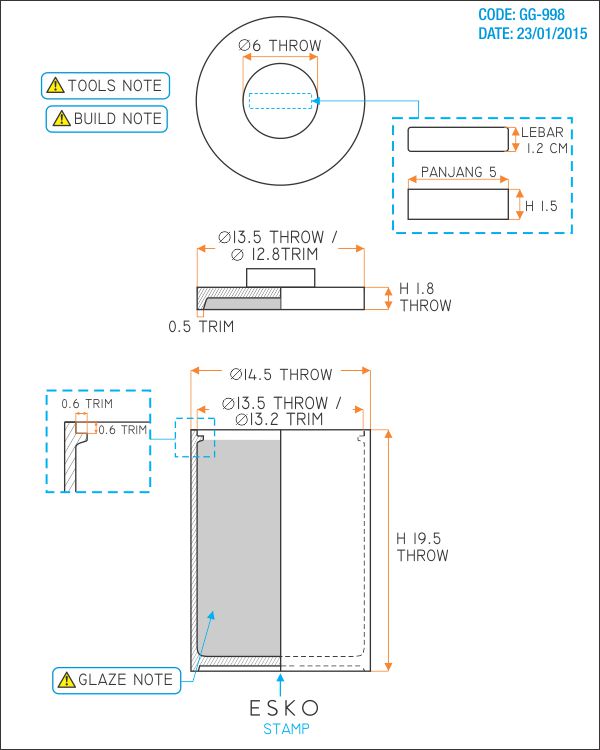 CODE: GG-998
DATE: 23/01/2015
∅6 THROW
TOOLS NOTE
BUILD NOTE
LEBAR
1.2 CM
PANJANG 5
H 1.5
∅13.5 THROW /
∅ 12.8TRIM
H 1.8
THROW
0.5 TRIM
∅14.5 THROW
∅13.5 THROW /
∅13.2 TRIM
0.6 TRIM
0.6 TRIM
H 19.5
THROW
GLAZE NOTE
ESKO
STAMP